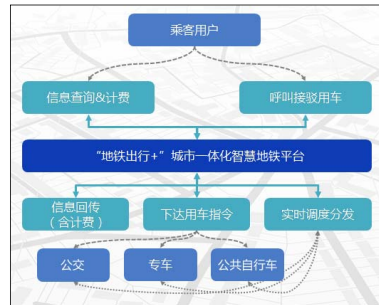 乘客用户
信息查询&计费
呼叫接驳用车
“地铁出行+”城市一体化智慧地铁平台
信息回传
（含计费）
下达用车指令
实时调度分发
公交
专车
公共自行车